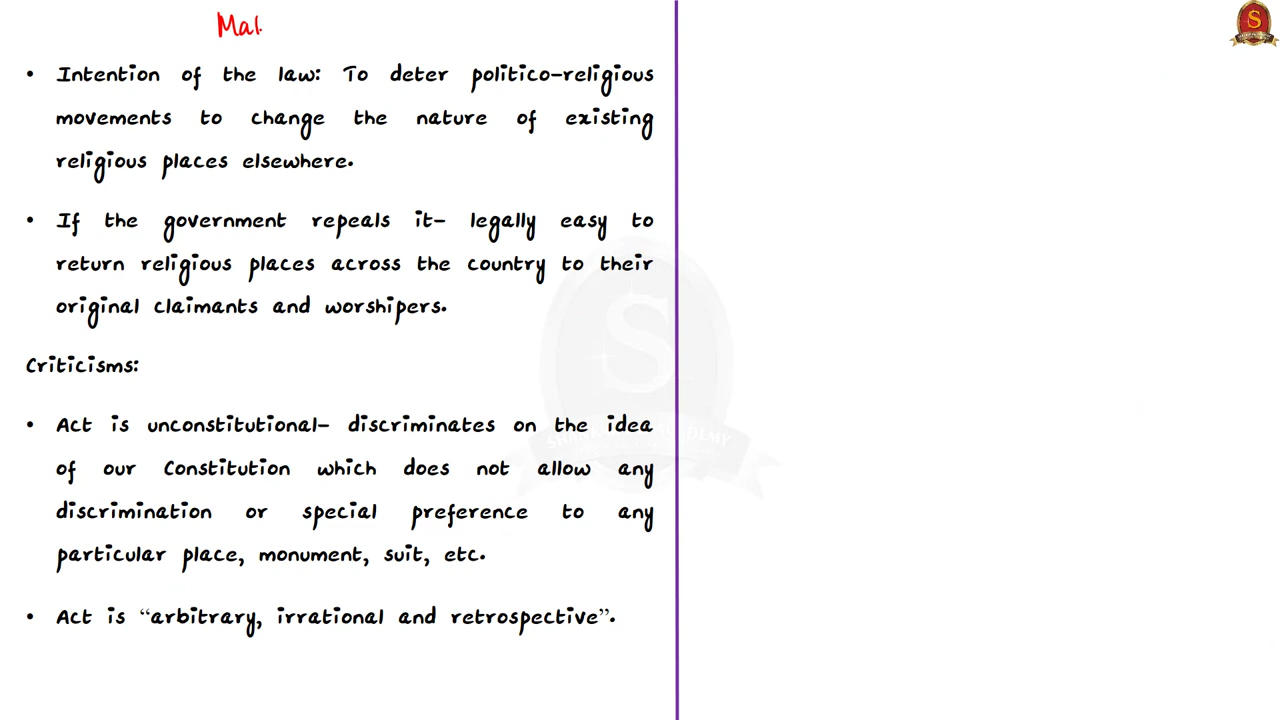 Mal
• Intention of the law: To deter politico-religious
movements to change the nature of existing
religious places elsewhere.
• If the government repeals it- legally easy to
return religious places across the country to their
original claimants and worshipers.
Criticisms:
• Act is unconstitutional- discriminates on the idea
of our Constitution which does not allow any
discrimination or special preference to any
particular place, monument, suit, etc.
• Act is “arbitrary, irrational and retrospective”.
S
S